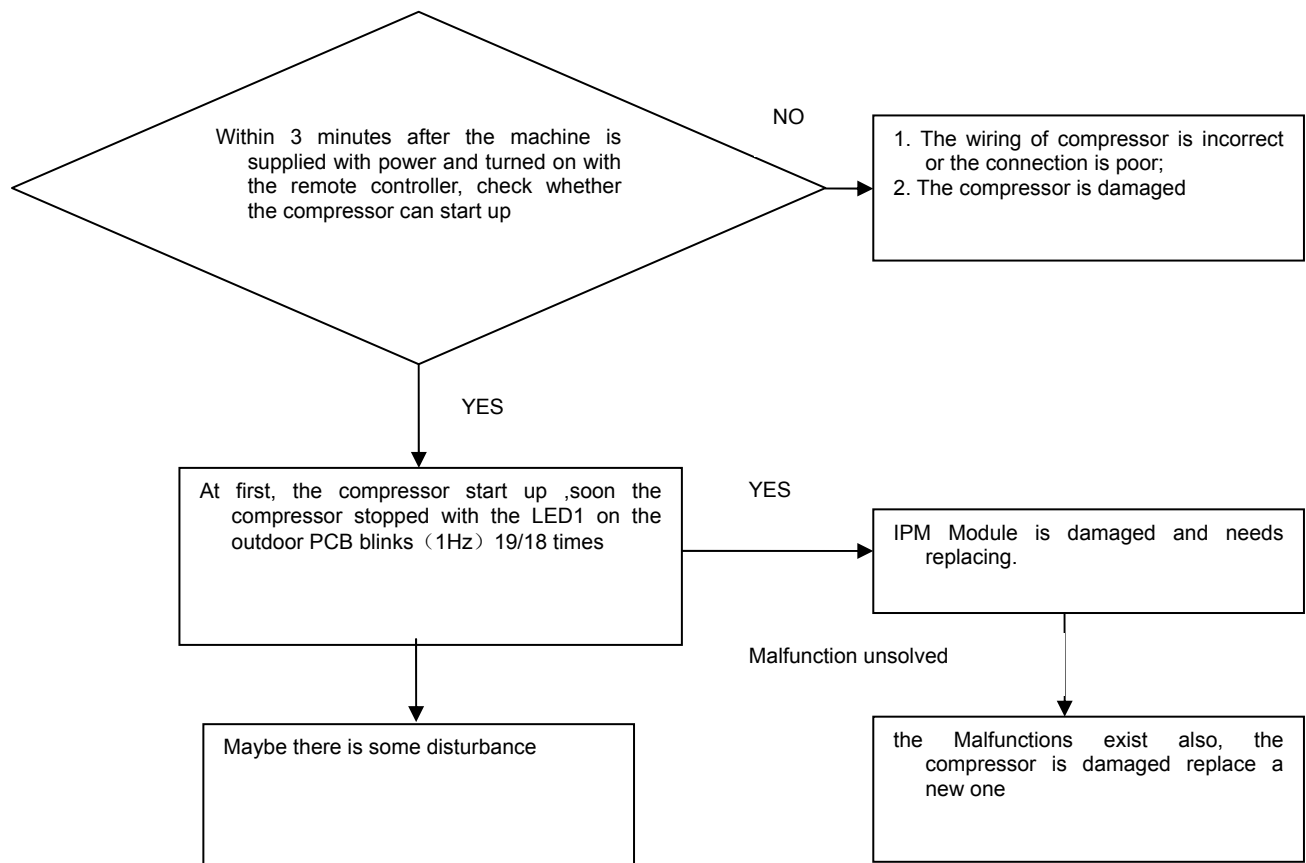 Within 3 minutes after the machine is
supplied with power and turned on with
the remote controller, check whether
the compressor can start up
NO
1. The wiring of compressor is incorrect
or the connection is poor;
2. The compressor is damaged
YES
At first, the compressor start up ,soon the
compressor stopped with the LED1 on the
outdoor PCB blinks（1Hz）19/18 times
YES
IPM Module is damaged and needs
replacing.
Malfunction unsolved
Maybe there is some disturbance
the Malfunctions exist also, the
compressor is damaged replace a
new one